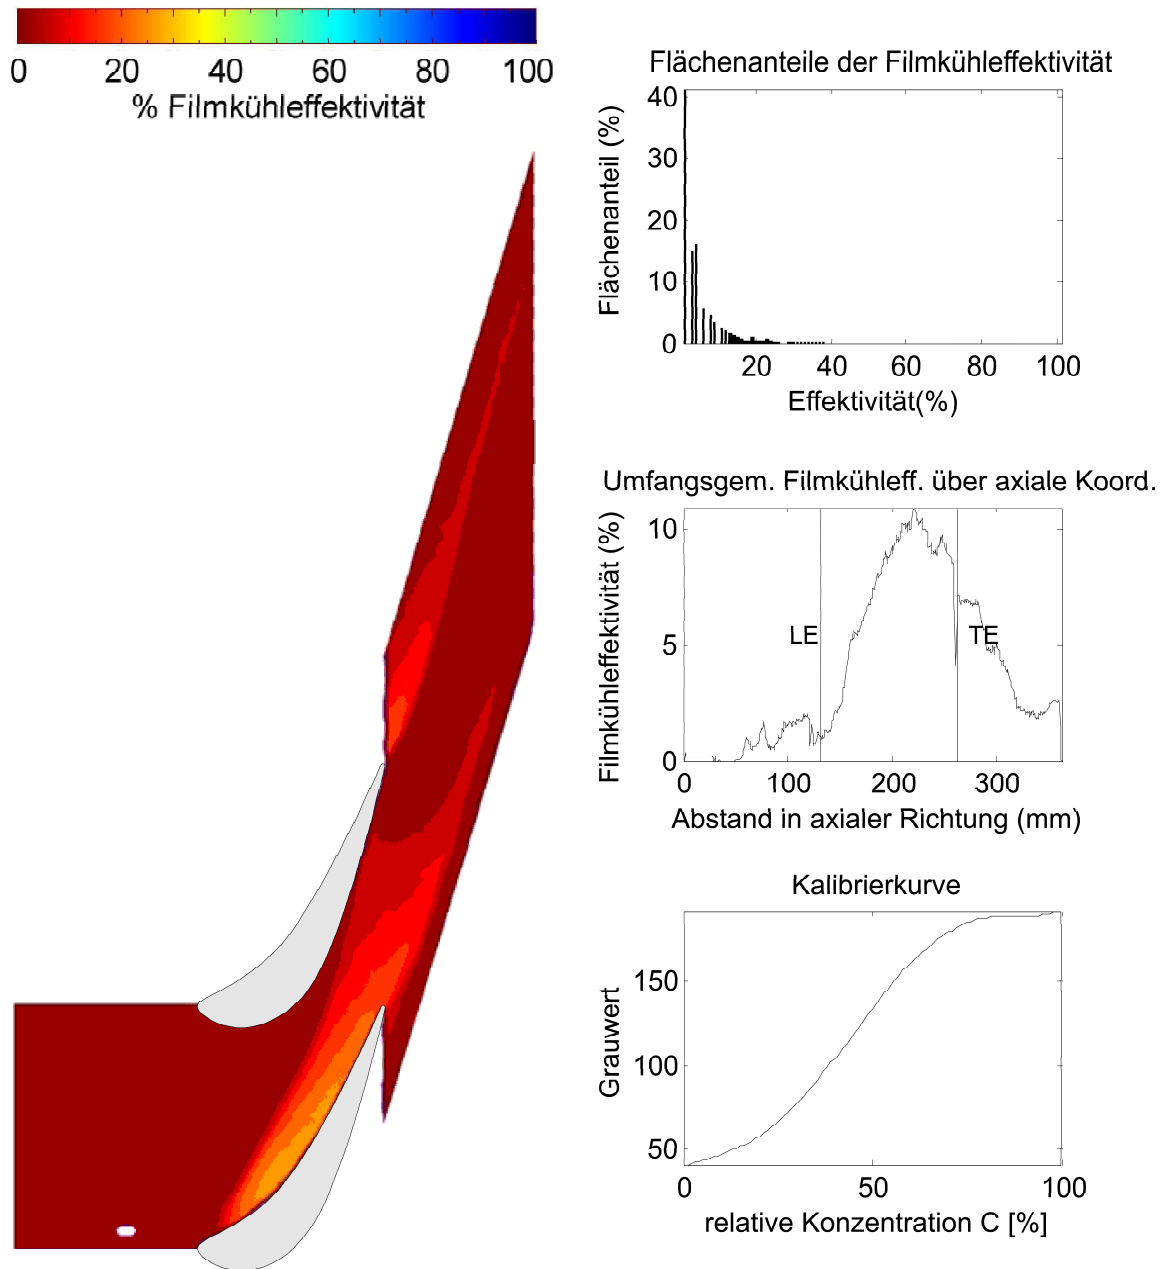 0 20 40 60 80 100
% Filmkühleffektivität
Flächenanteile der Filmkühleffektivität
Flächenanteil (%)
40
30
20
10
0
20 40 60 80 100
Effektivität(%)
Umfangsgem. Filmkühleff. über axiale Koord.
Filmkühleffektivität (%)
10
5
0
LE TE
0 100 200 300
Abstand in axialer Richtung (mm)
Kalibrierkurve
Grauwert
150
100
50
0 50 100
relative Konzentration C [%]